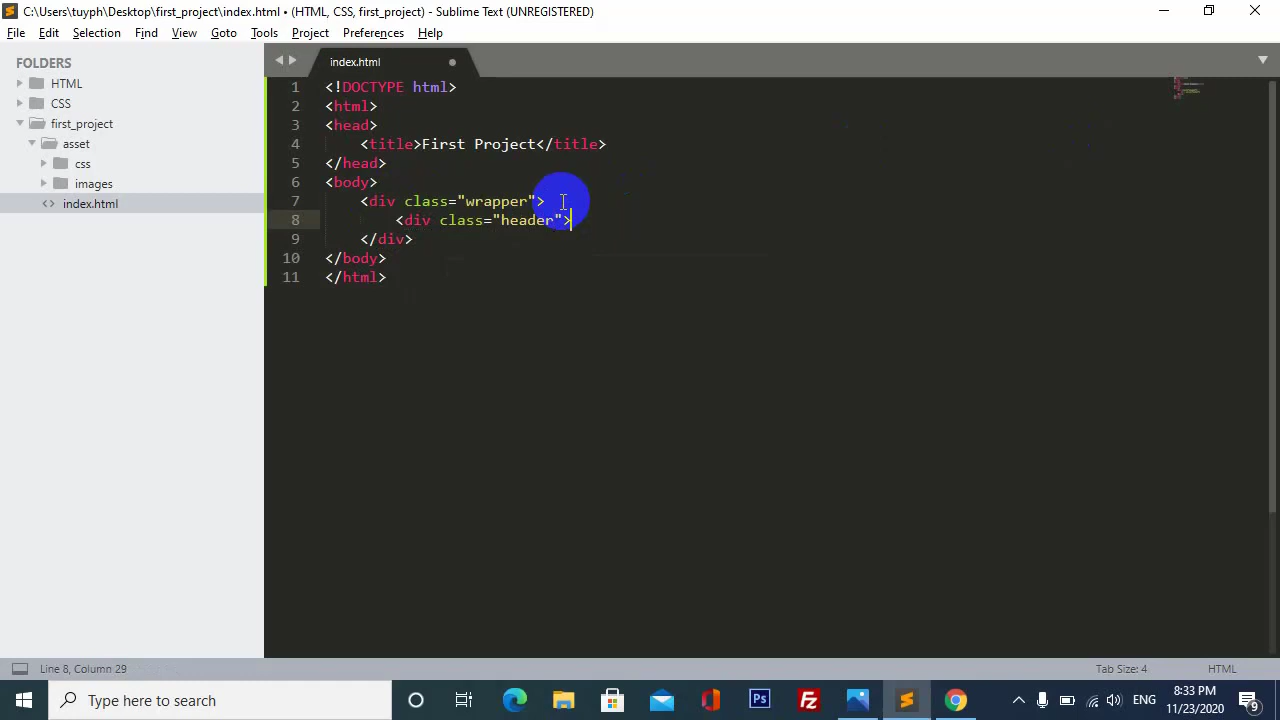 C:\Users\tuyph\Desktop\first_project\index.html • (HTML, CSS, first_project) - Sublime Text (UNREGISTERED)
File Edit Selection Find View Goto Tools Project Preferences Help
FOLDERS
HTML
CSS
first_project
asset
css
images
<> index.html
index.html
1 <!DOCTYPE html>
2 <html>
3 <head>
4 <title>First Project</title>
5 </head>
6 <body>
7 <div class="wrapper">
8 <div class="header">
9 </div>
10 </body>
11 </html>
Line 8, Column 29
Tab Size: 4
HTML
Type here to search
Ps
Fz
ENG
8:33 PM
11/23/2020
9